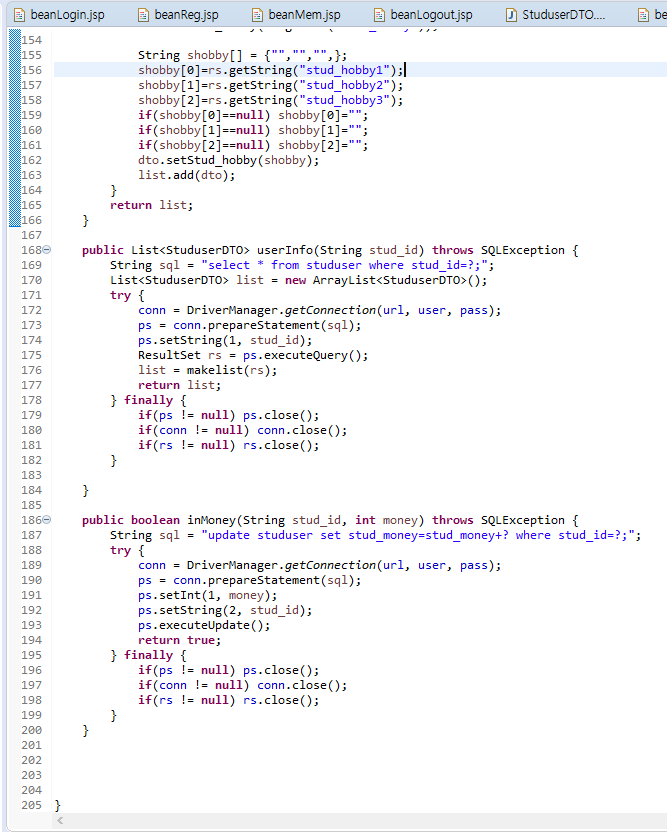 beanLogin.jsp beanReg.jsp beanMem.jsp beanLogout.jsp StuduserDTO.... be
154
155 String shobby[] = {"","","",};
156 shobby[0]=rs.getString("stud_hobby1");
157 shobby[1]=rs.getString("stud_hobby2");
158 shobby[2]=rs.getString("stud_hobby3");
159 if(shobby[0]==null) shobby[0]="";
160 if(shobby[1]==null) shobby[1]="";
161 if(shobby[2]==null) shobby[2]="";
162 dto.setStud_hobby(shobby);
163 list.add(dto);
164 }
165 return list;
166 }
167
168 public List<StuduserDTO> userInfo(String stud_id) throws SQLException {
169 String sql = "select * from studuser where stud_id=?;";
170 List<StuduserDTO> list = new ArrayList<StuduserDTO>();
171 try {
172 conn = DriverManager.getConnection(url, user, pass);
173 ps = conn.prepareStatement(sql);
174 ps.setString(1, stud_id);
175 ResultSet rs = ps.executeQuery();
176 list = makelist(rs);
177 return list;
178 } finally {
179 if(ps != null) ps.close();
180 if(conn != null) conn.close();
181 if(rs != null) rs.close();
182 }
183
184 }
185
186 public boolean inMoney(String stud_id, int money) throws SQLException {
187 String sql = "update studuser set stud_money=stud_money+? where stud_id=?;";
188 try {
189 conn = DriverManager.getConnection(url, user, pass);
190 ps = conn.prepareStatement(sql);
191 ps.setInt(1, money);
192 ps.setString(2, stud_id);
193 ps.executeUpdate();
194 return true;
195 } finally {
196 if(ps != null) ps.close();
197 if(conn != null) conn.close();
198 if(rs != null) rs.close();
199 }
200 }
201
202
203
204
205 }